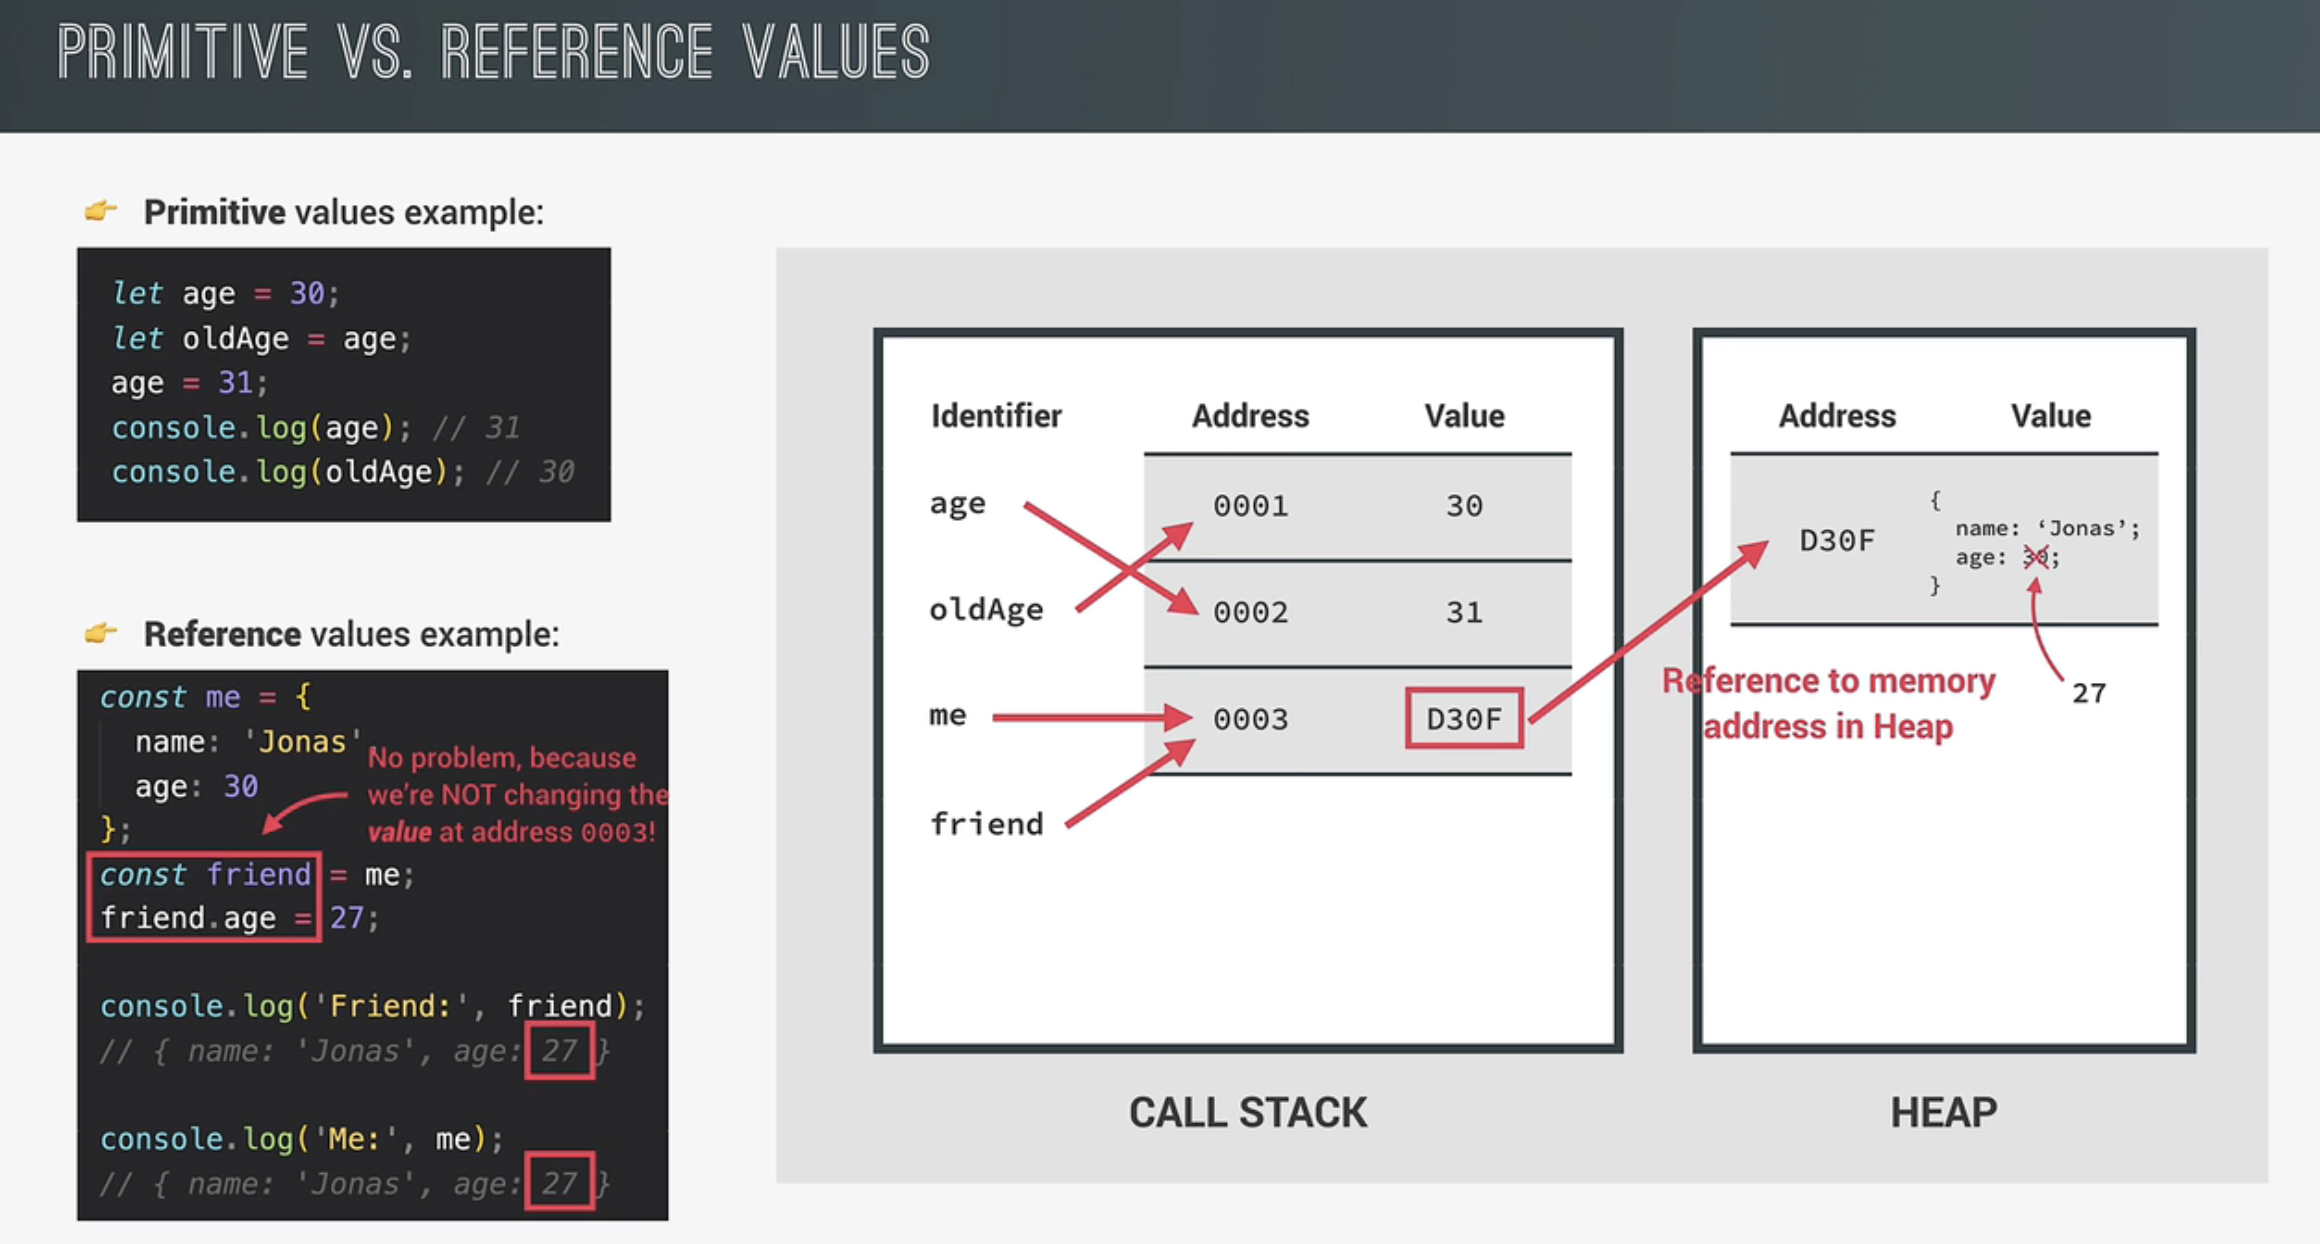 PRIMITIVE VS. REFERENCE VALUES
Primitive values example:
let age = 30;
let oldAge = age;
age = 31;
console.log(age); // 31
console.log(oldAge); // 30
Reference values example:
const me = {
name: 'Jonas'
age: 30
};
No problem, because
we're NOT changing the
value at address 0003!
const friend = me;
friend.age = 27;
console.log('Friend:', friend);
// { name: 'Jonas', age: 27 }
console.log('Me:', me);
// { name: 'Jonas', age: 27 }
Identifier Address Value
age 0001 30
oldAge 0002 31
me 0003 D30F
friend
CALL STACK
Address Value
{
name: ‘Jonas’;
D30F
age: 30;
}
27
Reference to memory
address in Heap
HEAP